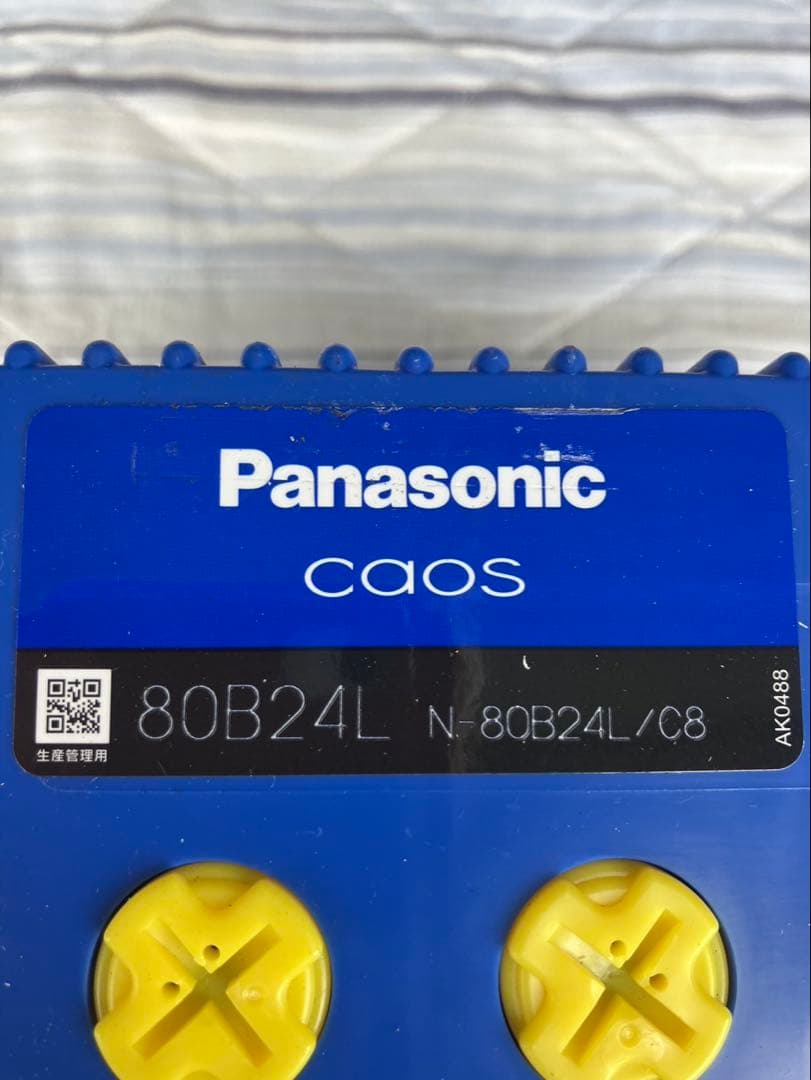 Panasonic
caos
80B24L N-80B24L/C8
生産管理用
AK0488